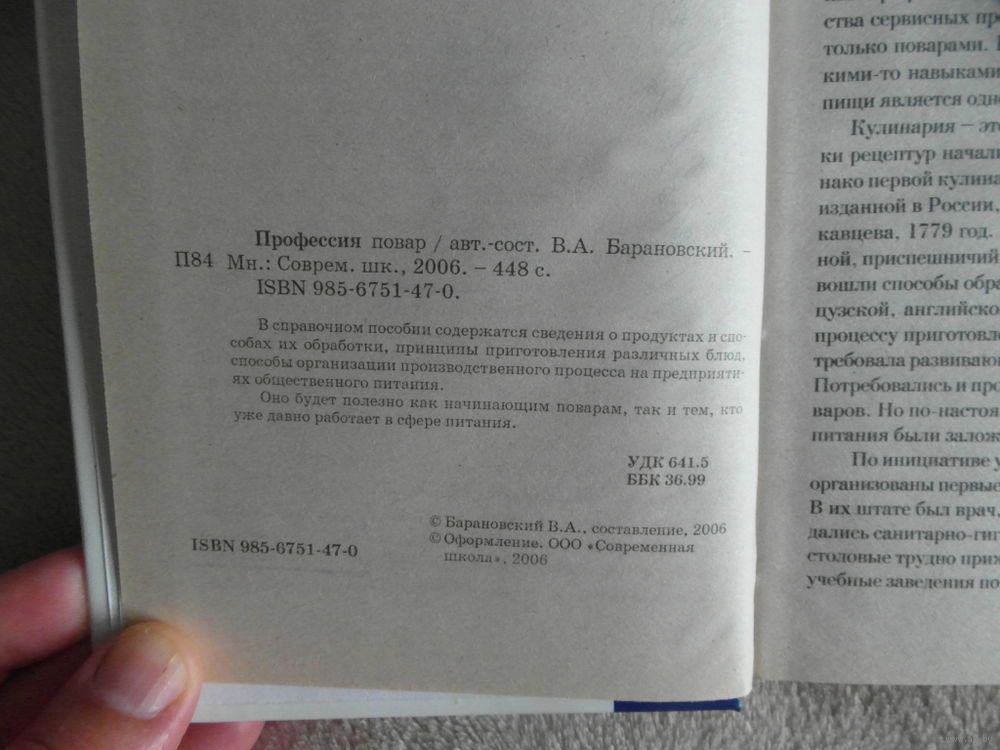 Профессия повар / авт.-сост. В.А. Барановский. –
П84 Мн.: Соврем. шк., 2006. – 448 с.
ISBN 985-6751-47-0.
В справочном пособии содержатся сведения о продуктах и спо-
собах их обработки, принципы приготовления различных блюд,
способы организации производственного процесса на предприяти-
ях общественного питания.
Оно будет полезно как начинающим поварам, так и тем, кто
уже давно работает в сфере питания.
УДК 641.5
ББК 36.99
© Барановский В.А., составление, 2006
ISBN 985-6751-47-0
© Оформление. ООО «Современная
школа», 2006
ства сервисных пр
только поварами.
кими-то навыками
пищи является одн
Кулинария – эт
ки рецептур начал
нако первой кулин
изданной в России,
кавцева, 1779 год.
ной, приспешничий
вошли способы обра
цузской, английско
процессу приготовл
требовала развиваю
Потребовались и про
варов. Но по-настоя
питания были залож
По инициативе у
организованы первые
В их штате был врач,
дались санитарно-гиг
столовые трудно прих
учебные заведения по